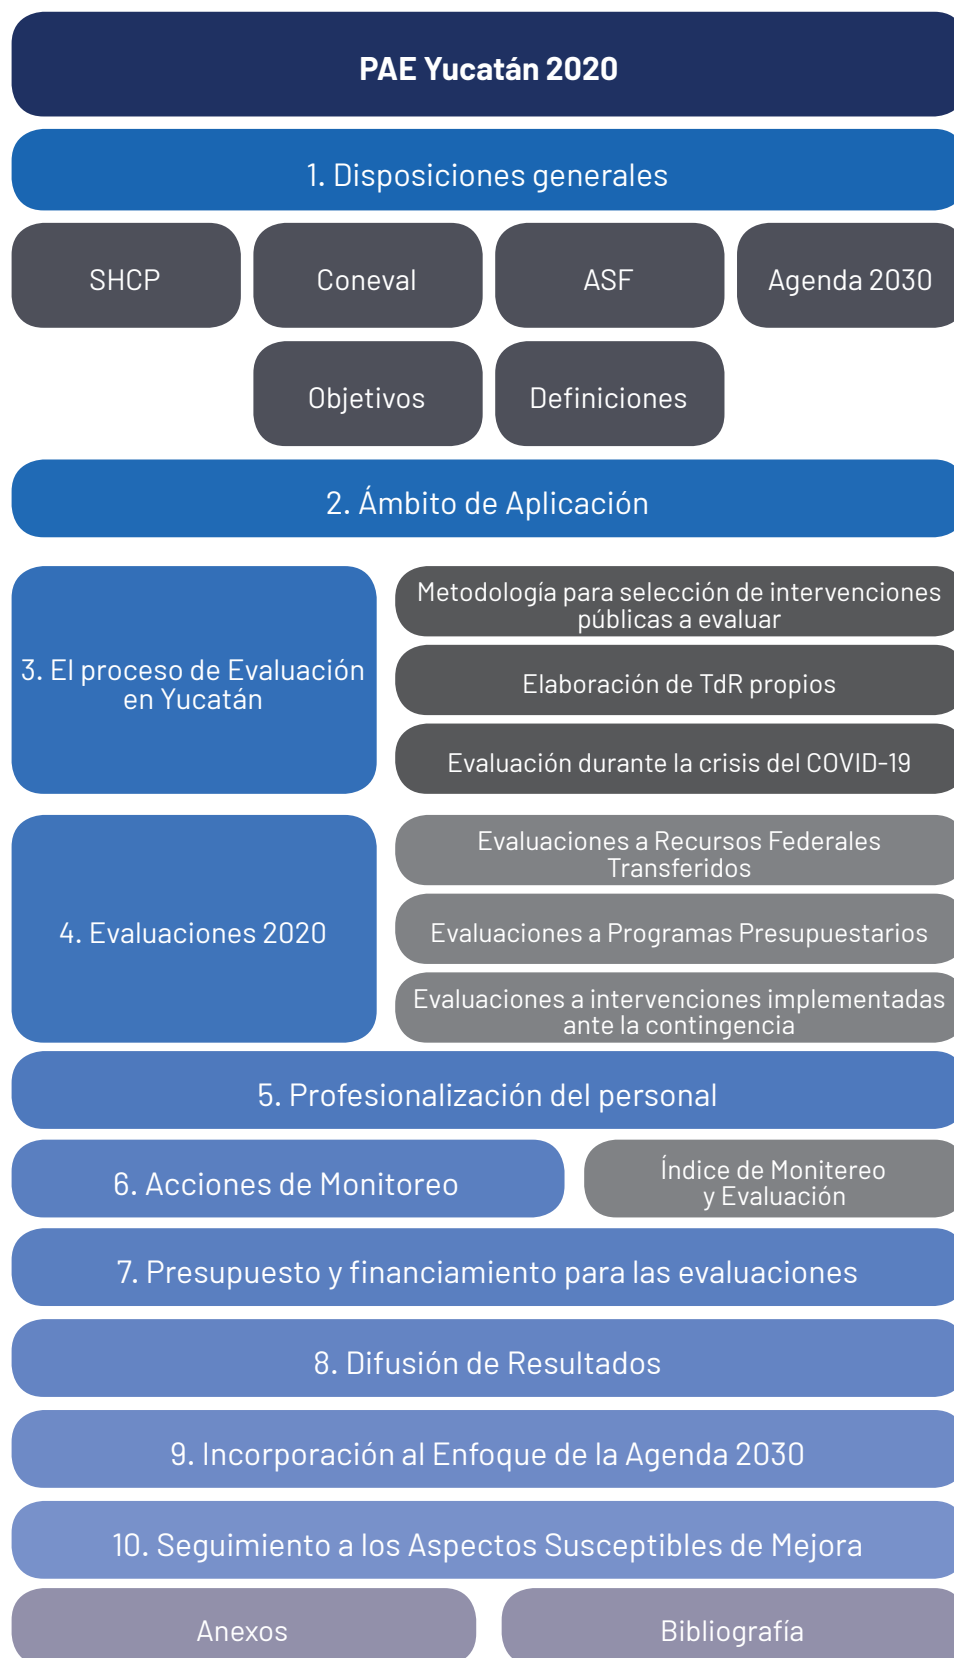 PAE Yucatán 2020
1. Disposiciones generales
SHCP
Coneval
ASF
Agenda 2030
Objetivos
Definiciones
2. Ámbito de Aplicación
3. El proceso de Evaluación
en Yucatán
Metodología para selección de intervenciones
públicas a evaluar
Elaboración de TdR propios
Evaluación durante la crisis del COVID-19
4. Evaluaciones 2020
Evaluaciones a Recursos Federales
Transferidos
Evaluaciones a Programas Presupuestarios
Evaluaciones a intervenciones implementadas
ante la contingencia
5. Profesionalización del personal
6. Acciones de Monitoreo
Índice de Monitereo
y Evaluación
7. Presupuesto y financiamiento para las evaluaciones
8. Difusión de Resultados
9. Incorporación al Enfoque de la Agenda 2030
10. Seguimiento a los Aspectos Susceptibles de Mejora
Anexos
Bibliografía